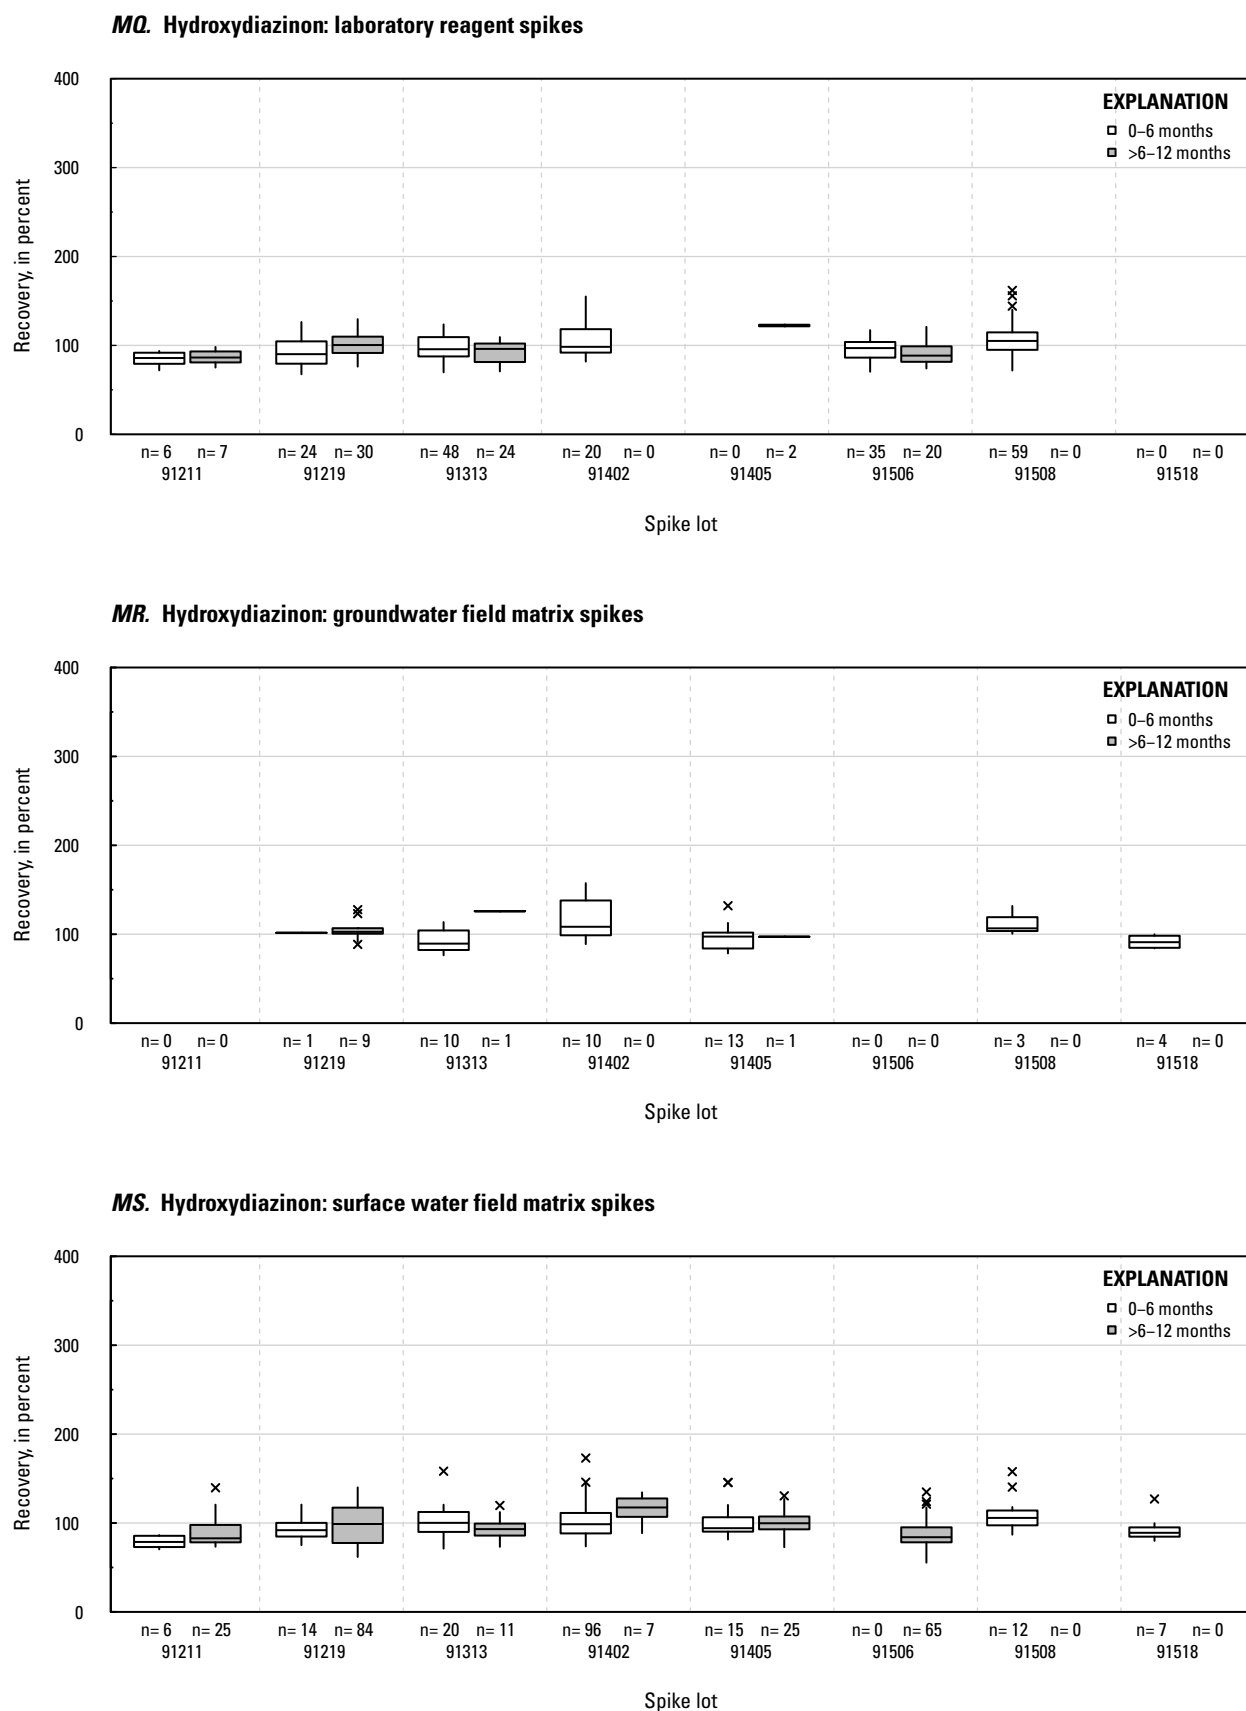 MQ. Hydroxydiazinon: laboratory reagent spikes
400
EXPLANATION
0–6 months
>6–12 months
300
200
100
0
Recovery, in percent
n= 6 n= 7 n= 24 n= 30 n= 48 n= 24 n= 20 n= 0 n= 0 n= 2 n= 35 n= 20 n= 59 n= 0 n= 0 n= 0
91211 91219 91313 91402 91405 91506 91508 91518
Spike lot
MR. Hydroxydiazinon: groundwater field matrix spikes
400
EXPLANATION
0–6 months
>6–12 months
300
200
100
0
Recovery, in percent
n= 0 n= 0 n= 1 n= 9 n= 10 n= 1 n= 10 n= 0 n= 13 n= 1 n= 0 n= 0 n= 3 n= 0 n= 4 n= 0
91211 91219 91313 91402 91405 91506 91508 91518
Spike lot
MS. Hydroxydiazinon: surface water field matrix spikes
400
EXPLANATION
0–6 months
>6–12 months
300
200
100
0
Recovery, in percent
n= 6 n= 25 n= 14 n= 84 n= 20 n= 11 n= 96 n= 7 n= 15 n= 25 n= 0 n= 65 n= 12 n= 0 n= 7 n= 0
91211 91219 91313 91402 91405 91506 91508 91518
Spike lot